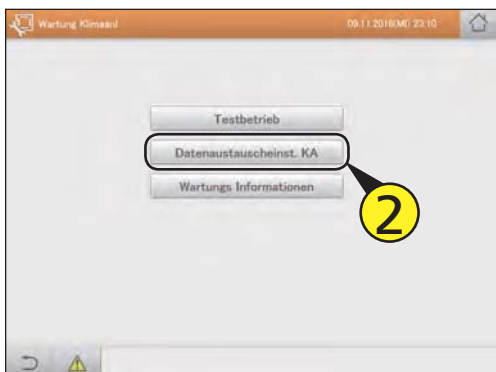 Wartung Klimaanl
09.11.2016(MI) 23:10
Testbetrieb
Datenaustauscheinst. KA
Wartungs Informationen
2